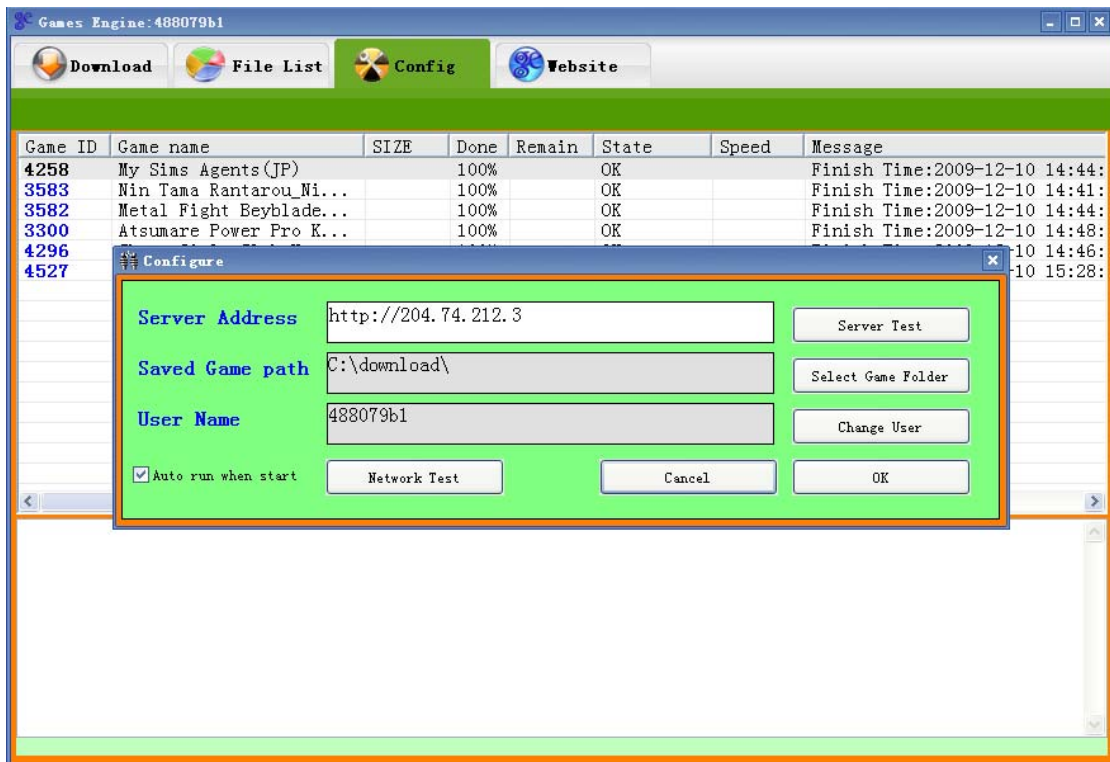 Games Engine:488079b1
Download File List Config Website
Game ID Game name SIZE Done Remain State Speed Message
4258 My Sims Agents(JP) 100% OK Finish Time:2009-12-10 14:44:
3583 Nin Tama Rantarou_Ni... 100% OK Finish Time:2009-12-10 14:41:
3582 Metal Fight Beyblade... 100% OK Finish Time:2009-12-10 14:44:
3300 Atsumare Power Pro K... 100% OK Finish Time:2009-12-10 14:48:
4296 -10 14:46:
4527 -10 15:28:
Configure
Server Address http://204.74.212.3 Server Test
Saved Game path C:\download\ Select Game Folder
User Name 488079b1 Change User
Auto run when start Network Test Cancel OK